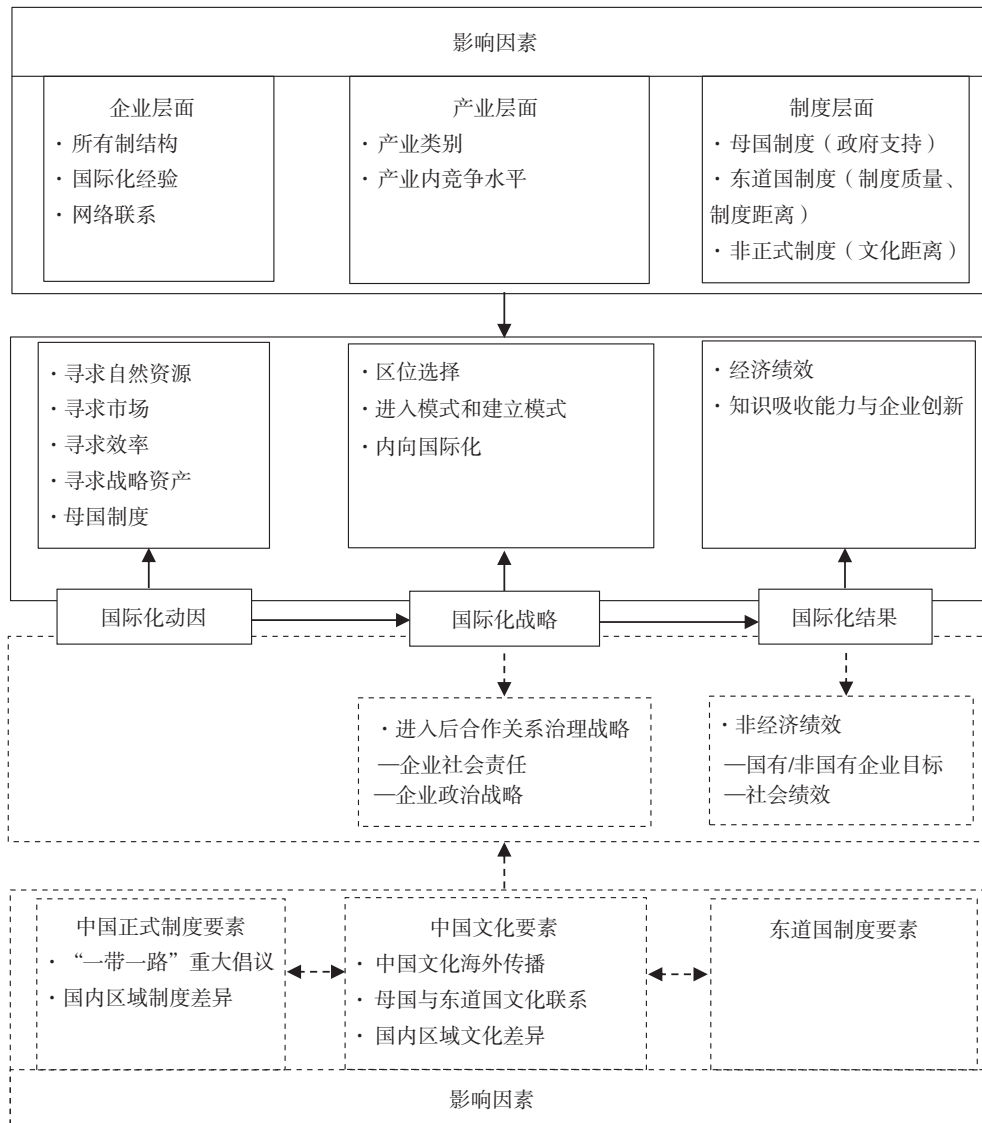 影响因素
企业层面
·所有制结构
·国际化经验
·网络联系
产业层面
·产业类别
·产业内竞争水平
制度层面
·母国制度（政府支持）
·东道国制度（制度质量、
制度距离）
·非正式制度（文化距离）
·寻求自然资源
·寻求市场
·寻求效率
·寻求战略资产
·母国制度
·区位选择
·进入模式和建立模式
·内向国际化
·经济绩效
·知识吸收能力与企业创新
国际化动因
国际化战略
国际化结果
·进入后合作关系治理战略
—企业社会责任
—企业政治战略
·非经济绩效
—国有/非国有企业目标
—社会绩效
中国正式制度要素
·“一带一路”重大倡议
·国内区域制度差异
中国文化要素
·中国文化海外传播
·母国与东道国文化联系
·国内区域文化差异
东道国制度要素
影响因素